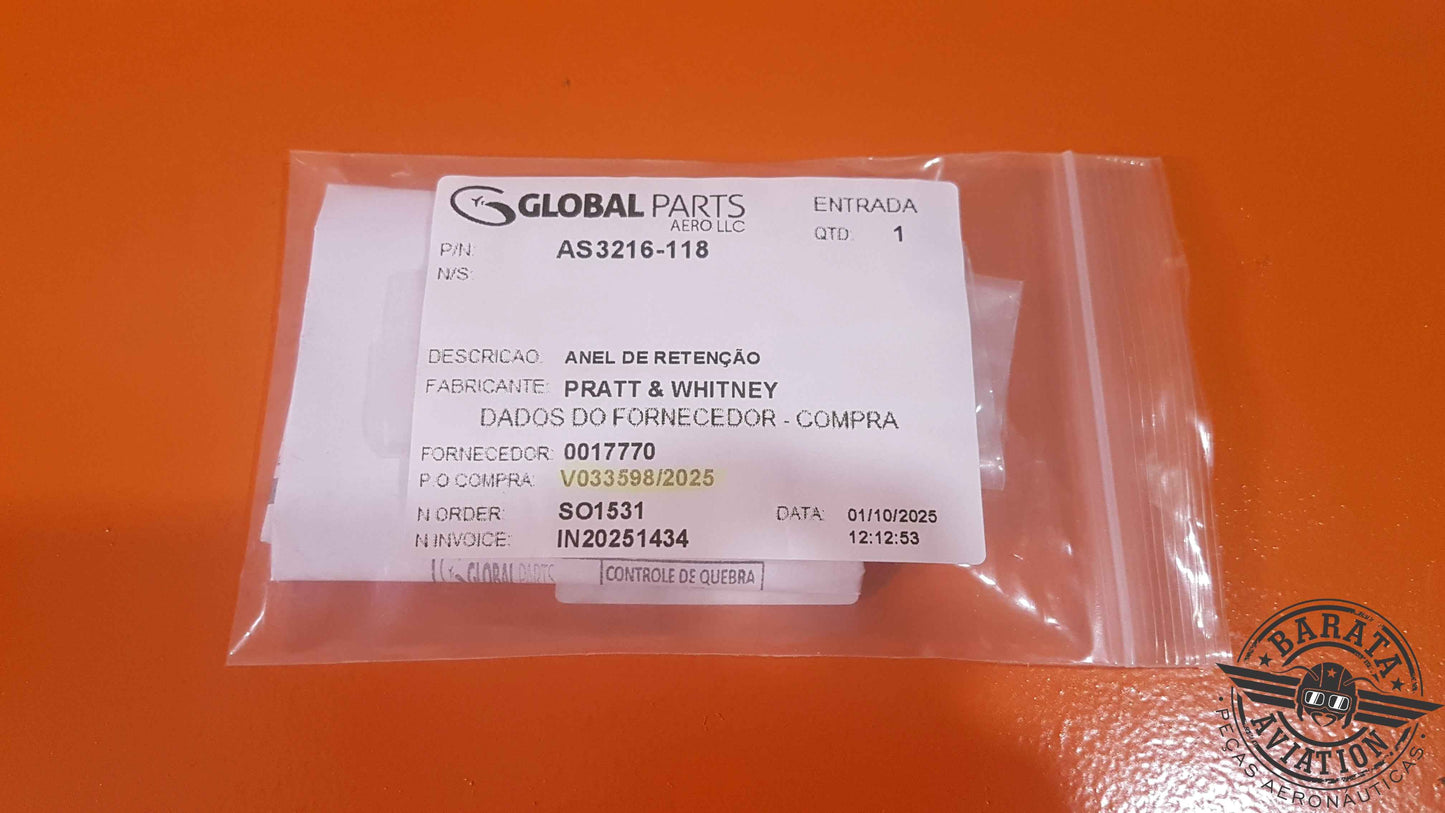 GLOBAL PARTS
AERO LLC
ENTRADA
QTD: 1
P/N: AS3216-118
N/S:
DESCRICAO: ANEL DE RETENÇÃO
FABRICANTE: PRATT & WHITNEY
DADOS DO FORNECEDOR - COMPRA
FORNECEDOR: 0017770
P O COMPRA: V033598/2025
N ORDER: SO1531
DATA: 01/10/2025
N INVOICE: IN20251434
12:12:53
GLOBAL PARTS
CONTROLE DE QUEBRA
BARATA
AVIATION
PEÇAS AERONÁUTICAS